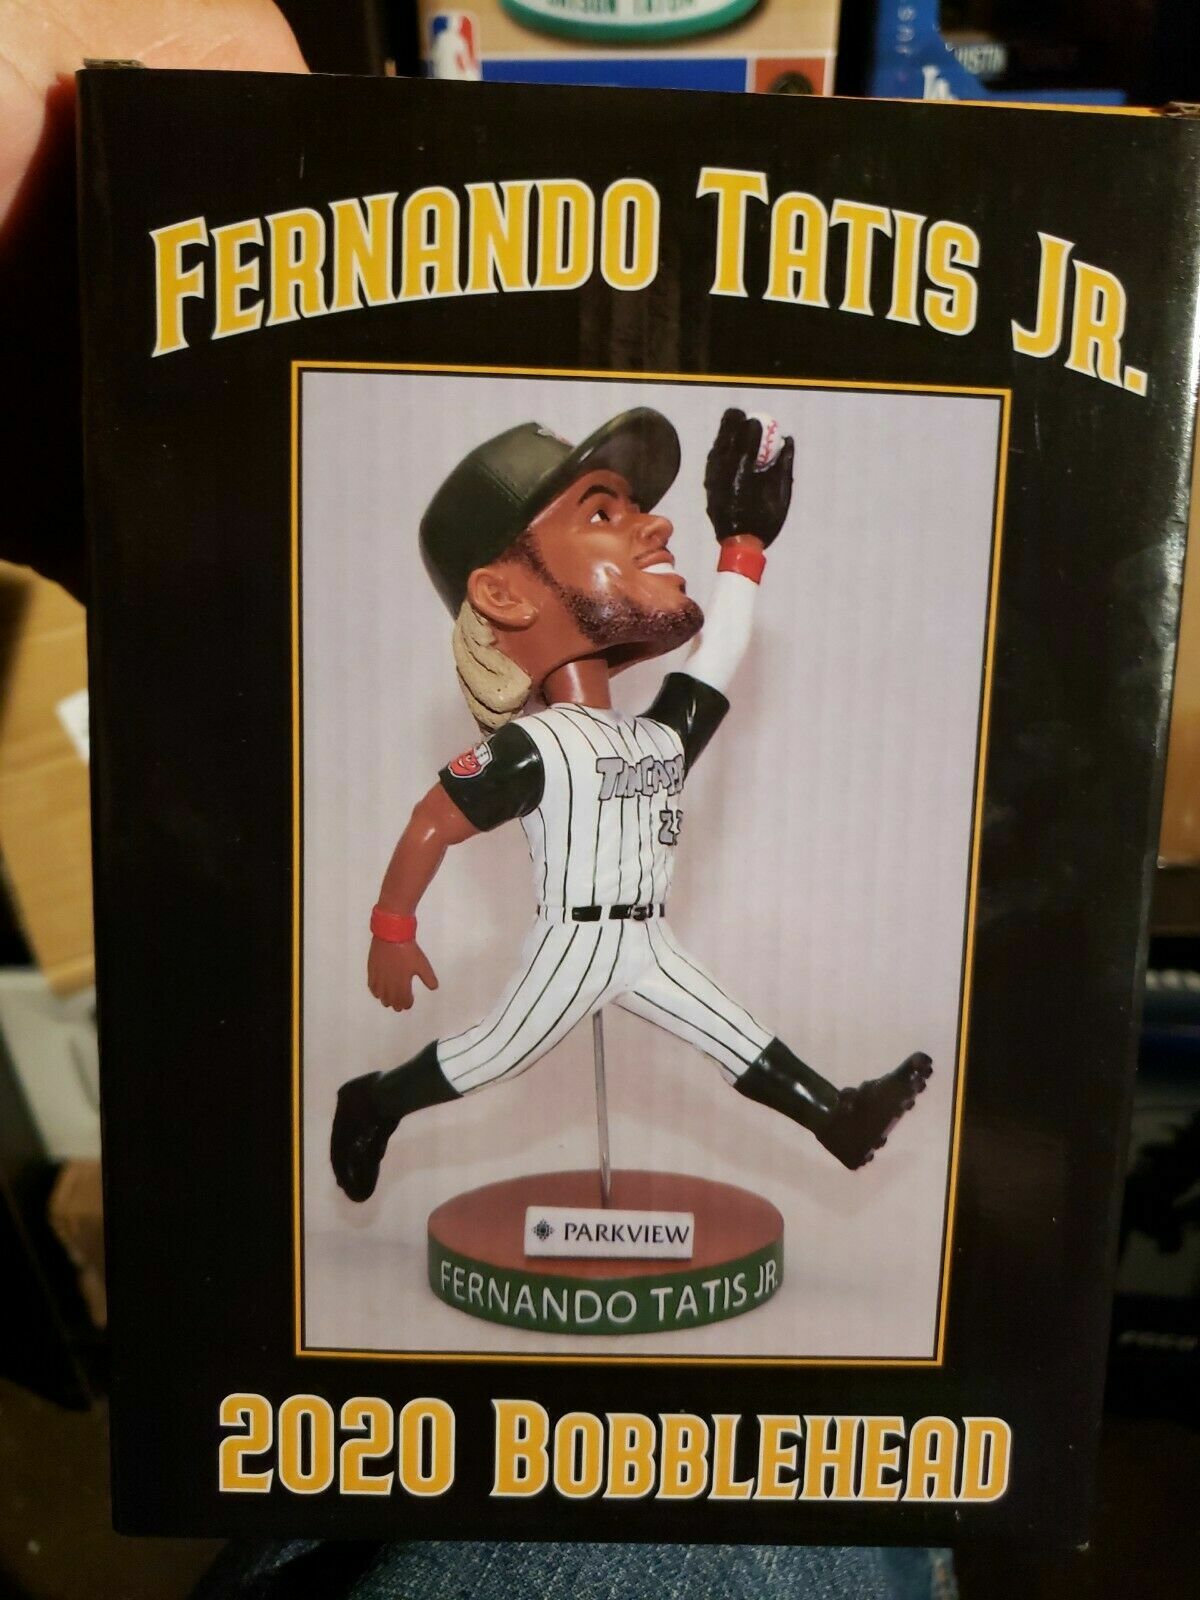 FERNANDO TATIS JR.
PARKVIEW
FERNANDO TATIS JR.
2020 BOBBLEHEAD